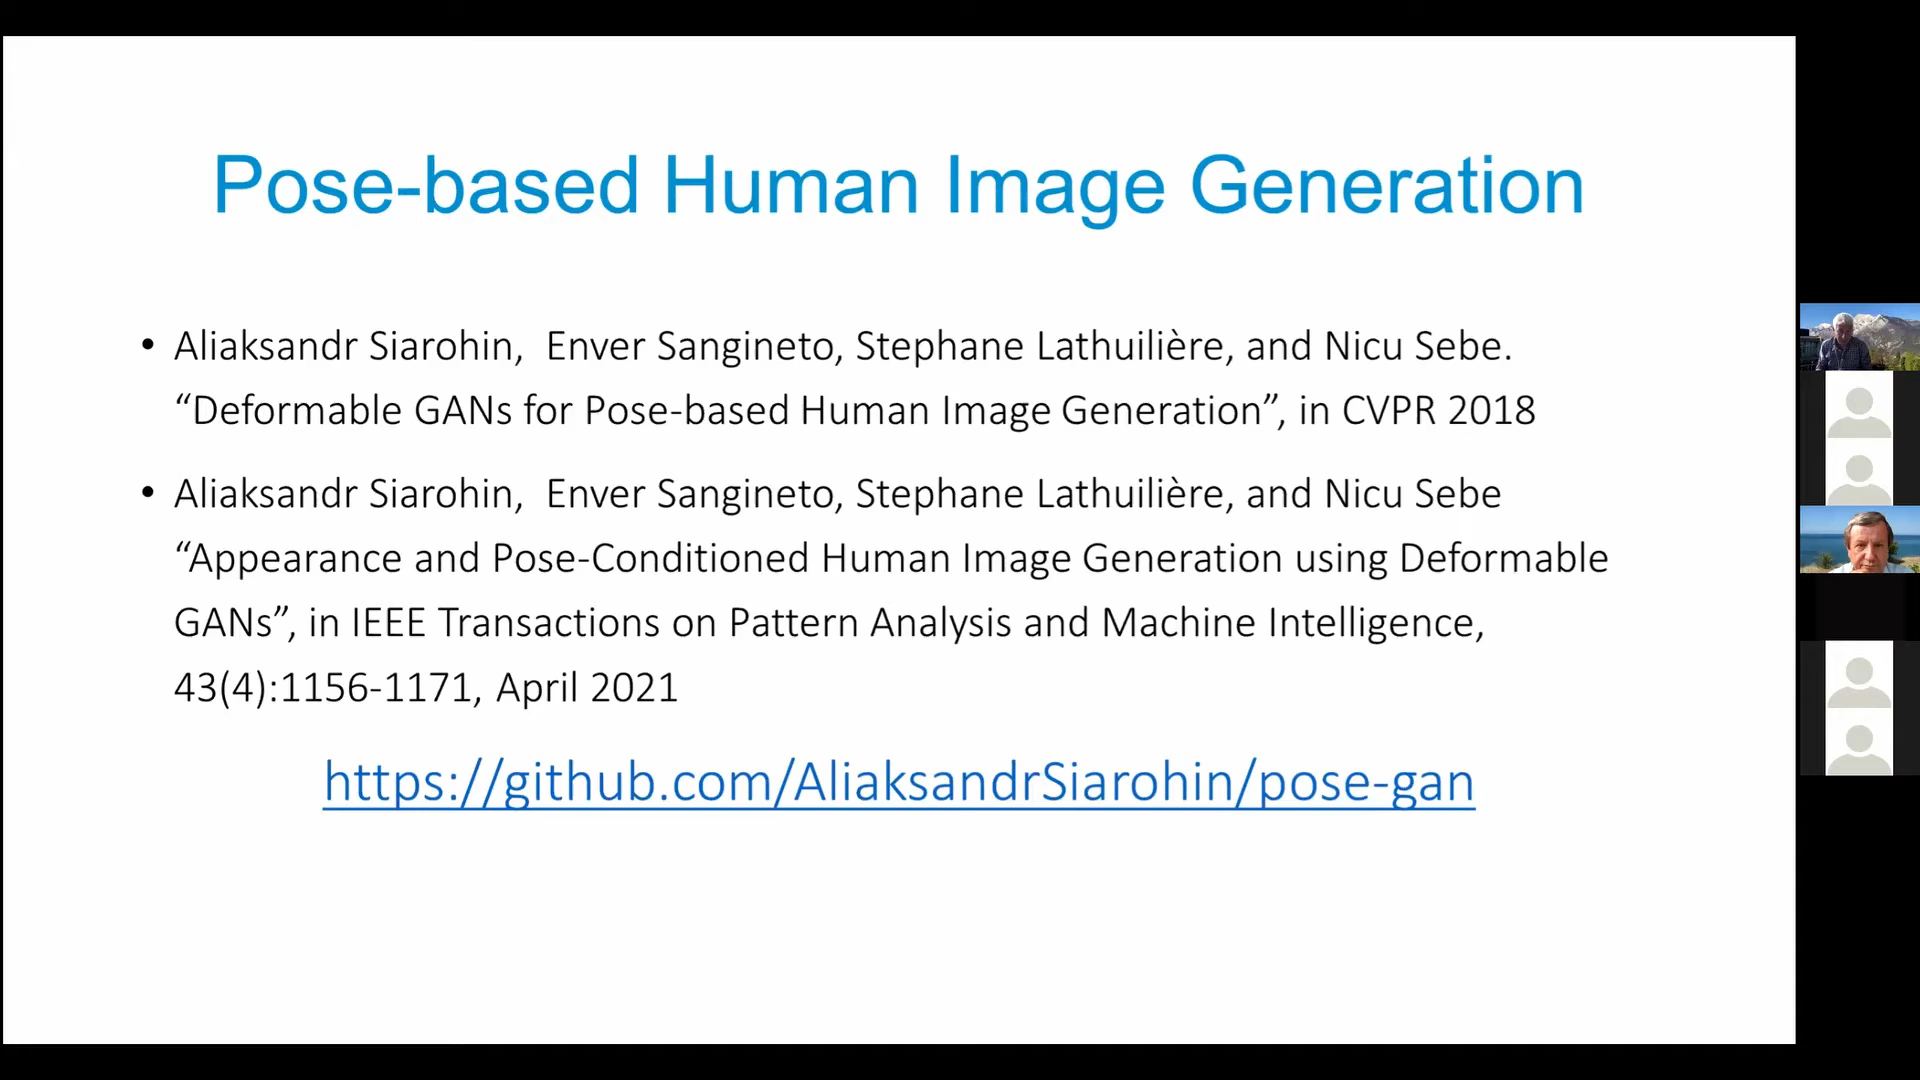 Pose-based Human Image Generation
• Aliaksandr Siarohin, Enver Sangineto, Stephane Lathuilière, and Nicu Sebe.
“Deformable GANs for Pose-based Human Image Generation”, in CVPR 2018
• Aliaksandr Siarohin, Enver Sangineto, Stephane Lathuilière, and Nicu Sebe
“Appearance and Pose-Conditioned Human Image Generation using Deformable
GANs”, in IEEE Transactions on Pattern Analysis and Machine Intelligence,
43(4):1156-1171, April 2021
https://github.com/AliaksandrSiarohin/pose-gan